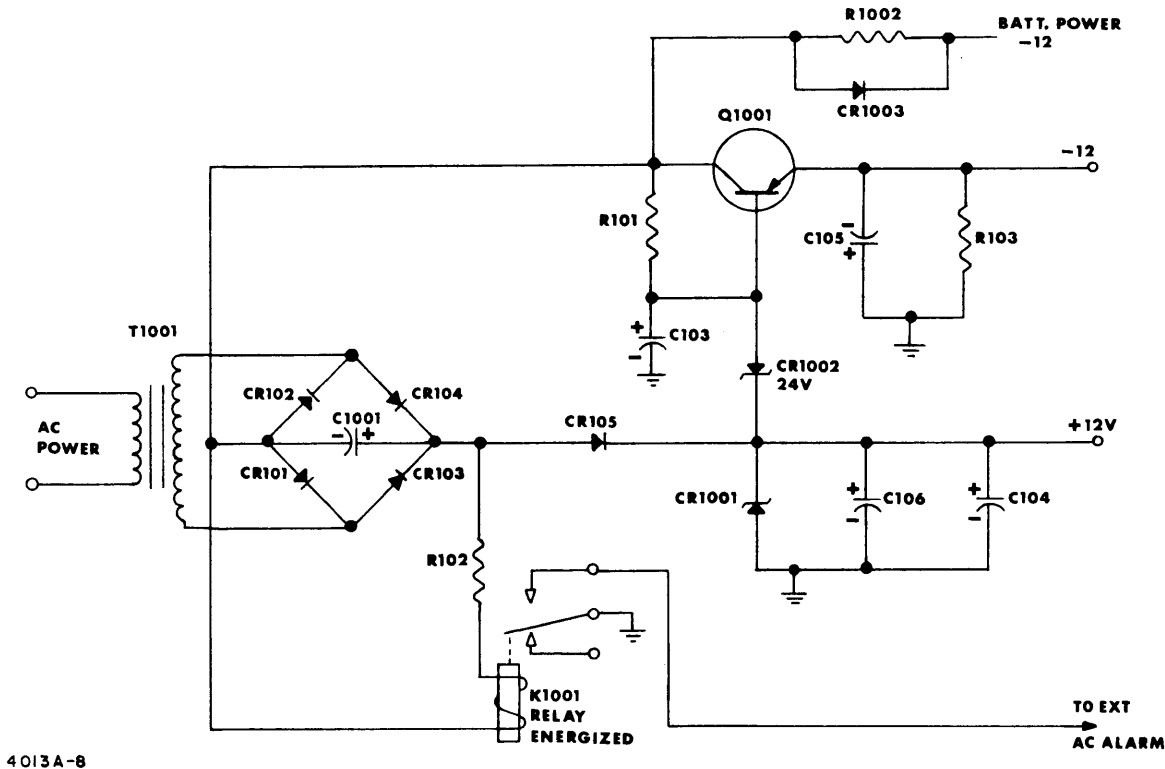 R1002
BATT. POWER
-12
CR1003
Q1001
-12
R101
C105
-
+
R103
T1001
+
-
C103
CR102
CR104
C1001
- +
CR1002
24V
AC
POWER
CR105
+12V
CR101
CR103
CR1001
+
-
C106
+
-
C104
R102
K1001
RELAY
ENERGIZED
TO EXT
AC ALARM
4013A-8